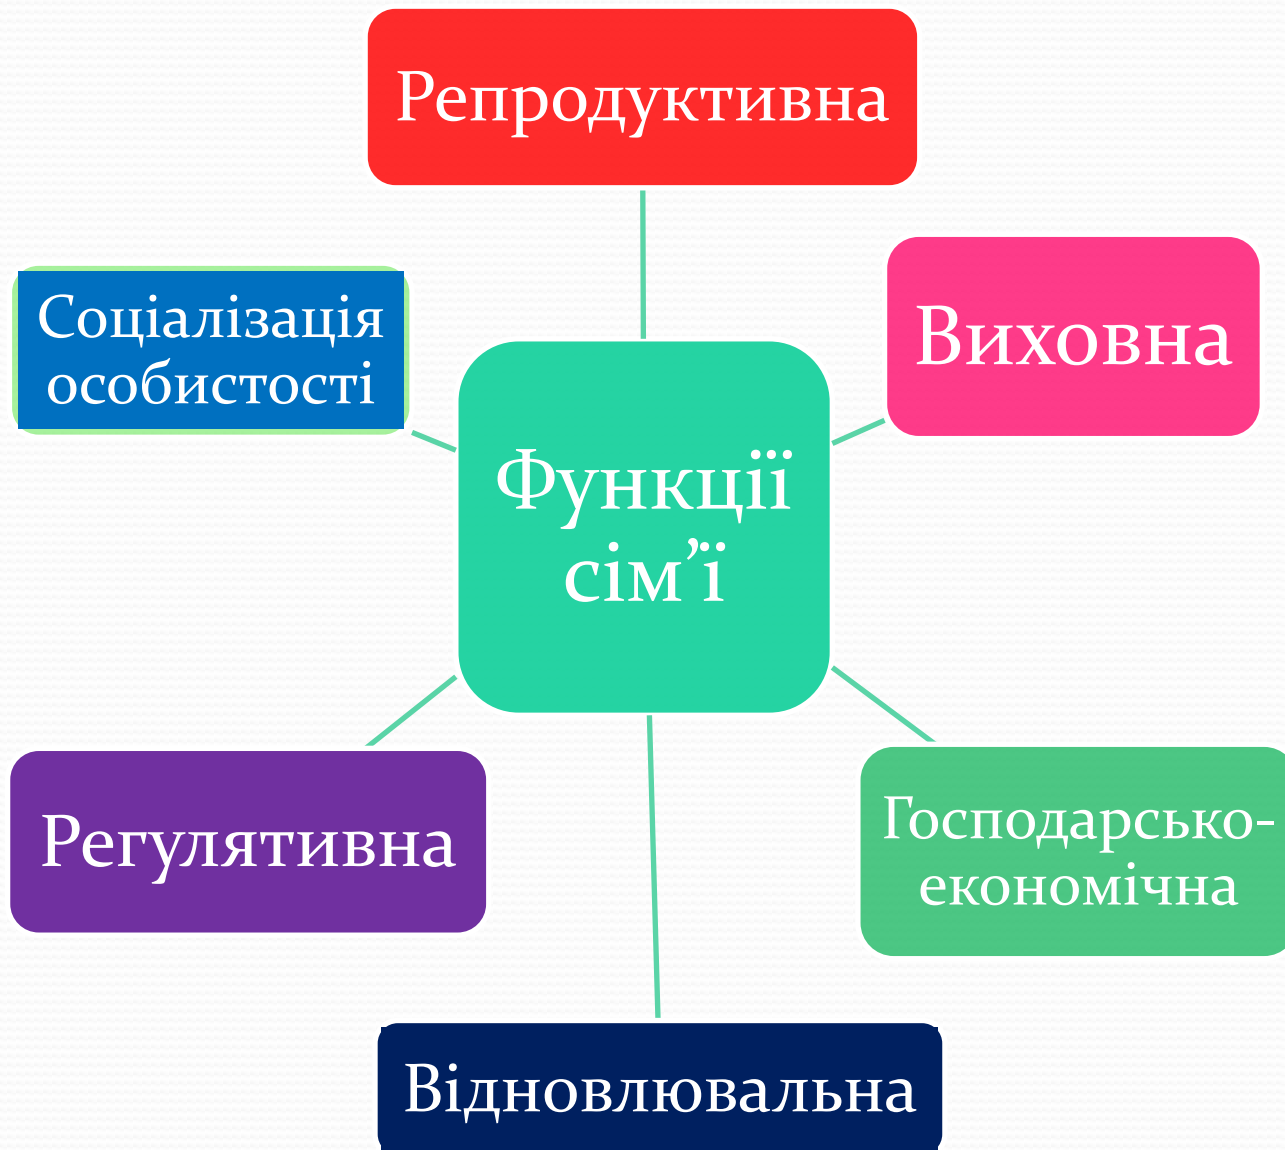 Репродуктивна
Соціалізація
особистості
Виховна
Функції
сім’ї
Регулятивна
Господарсько-
економічна
Відновлювальна